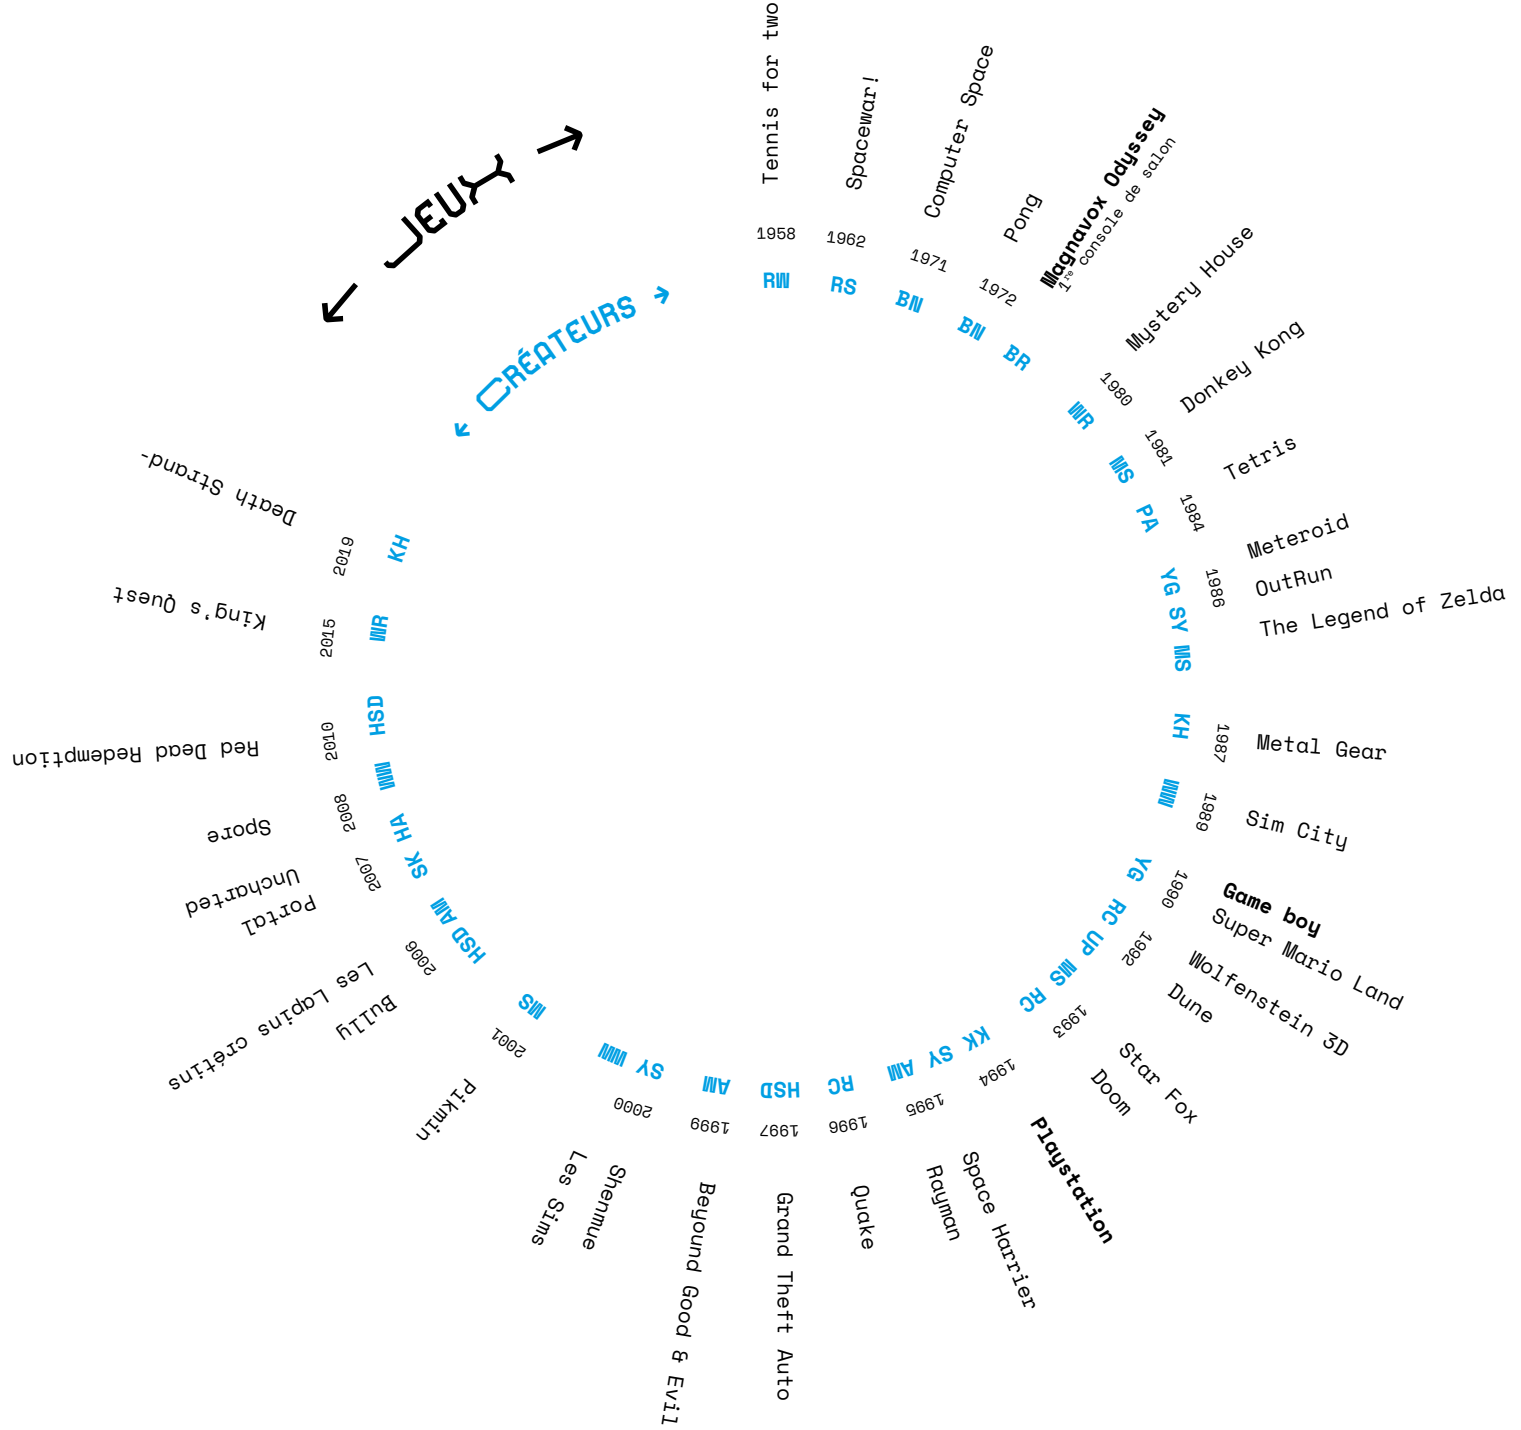 JEUX
CRÉATEURS
Tennis for two
1958
RW
Spacewar!
1962
RS
Computer Space
1971
BN
Pong
1972
BN
Magnavox Odyssey
1re console de salon
BR
Mystery House
1980
WR
Donkey Kong
1981
MS
Tetris
1984
PA
Meteroid
OutRun
The Legend of Zelda
1986
YG SY MS
Metal Gear
1987
KH
Sim City
1989
WW
Game boy
Super Mario Land
1990
YG
Wolfenstein 3D
Dune
1992
RC UP
Star Fox
Doom
1993
MS RC
Playstation
1994
KK
Space Harrier
Rayman
1995
SY AM
Quake
1996
RC
Grand Theft Auto
1997
HSD
Beyound Good & Evil
1999
AM
Shenmue
Les Sims
2000
SY WW
Pikmin
2001
MS
Bully
Les Lapins crétins
2006
HSD AM
Portal
Uncharted
2007
SK HA
Spore
2008
WW
Red Dead Redemption
2010
HSD
King's Quest
2015
WR
Death Strand-
2019
KH